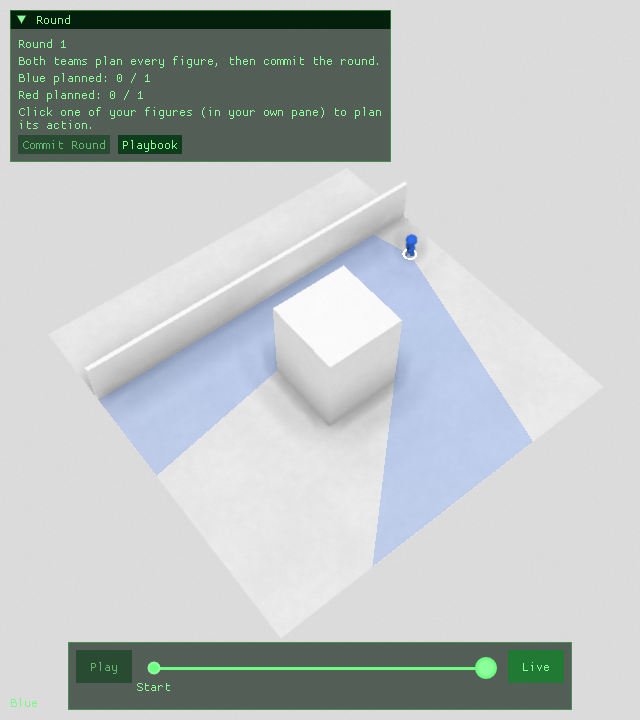 Round
Round 1
Both teams plan every figure, then commit the round.
Blue planned: 0 / 1
Red planned: 0 / 1
Click one of your figures (in your own pane) to plan
its action.
Commit Round Playbook
Play Live
Start
Blue